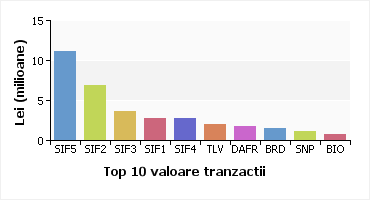 Lei (milioane)
15
10
5
0
SIF5 SIF2 SIF3 SIF1 SIF4 TLV DAFR BRD SNP BIO
Top 10 valoare tranzactii